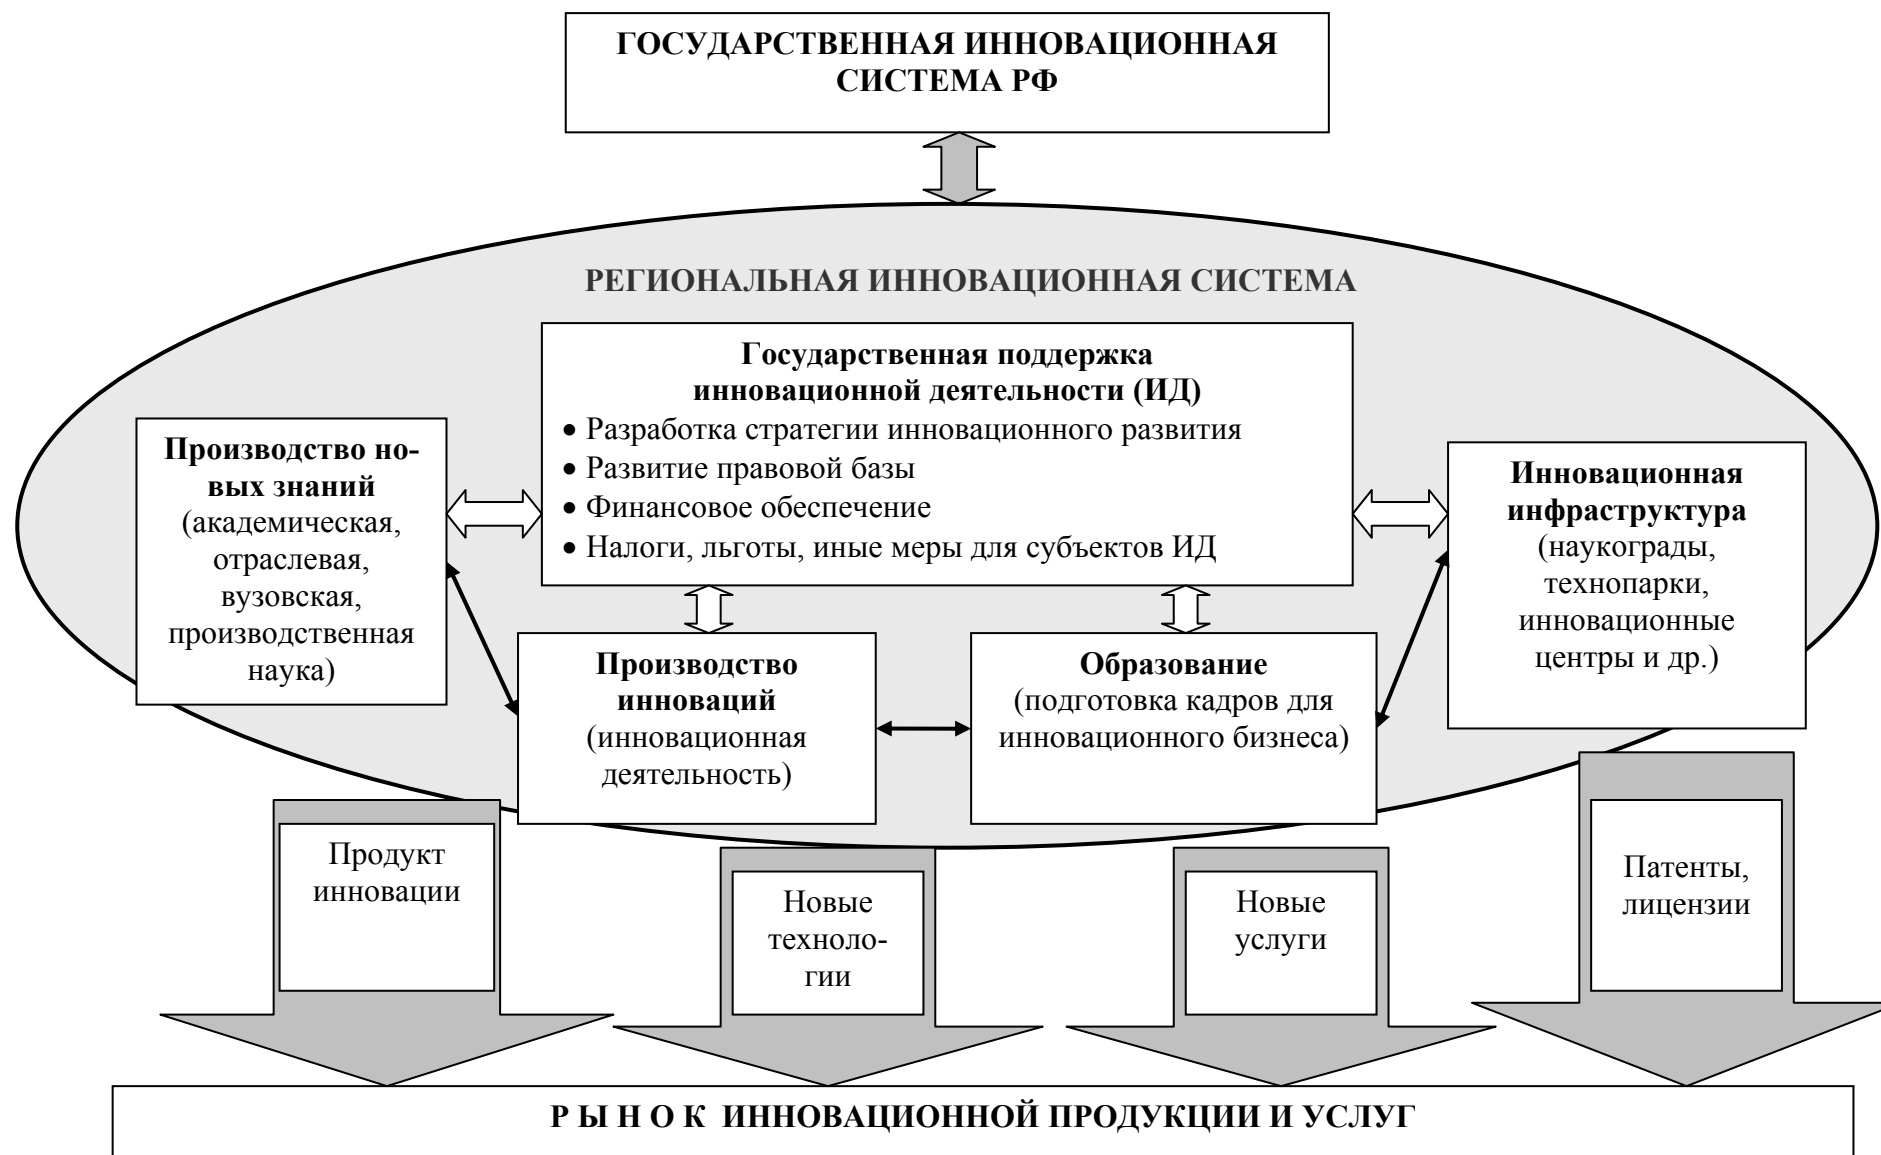 ГОСУДАРСТВЕННАЯ ИННОВАЦИОННАЯ
СИСТЕМА РФ
РЕГИОНАЛЬНАЯ ИННОВАЦИОННАЯ СИСТЕМА
Государственная поддержка
инновационной деятельности (ИД)
• Разработка стратегии инновационного развития
• Развитие правовой базы
• Финансовое обеспечение
• Налоги, льготы, иные меры для субъектов ИД
Производство но-
вых знаний
(академическая,
отраслевая,
вузовская,
производственная
наука)
Инновационная
инфраструктура
(наукограды,
технопарки,
инновационные
центры и др.)
Производство
инноваций
(инновационная
деятельность)
Образование
(подготовка кадров для
инновационного бизнеса)
Продукт
инновации
Новые
техноло-
гии
Новые
услуги
Патенты,
лицензии
Р Ы Н О К ИННОВАЦИОННОЙ ПРОДУКЦИИ И УСЛУГ